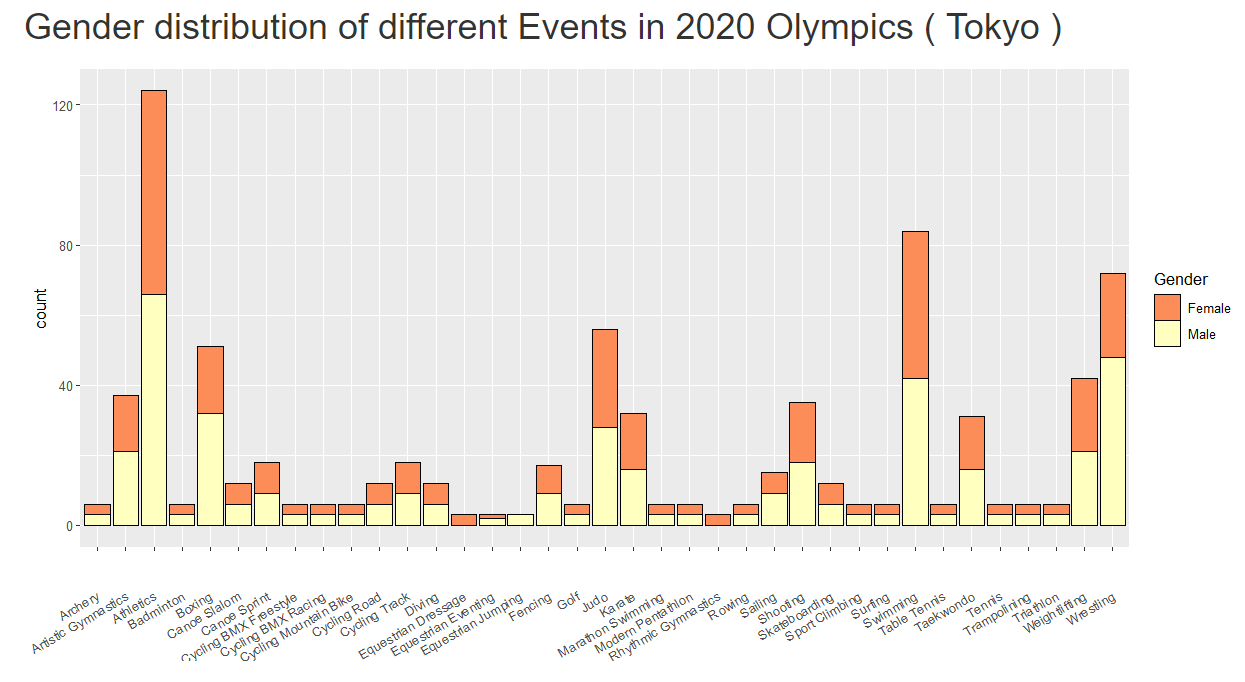 Gender distribution of different Events in 2020 Olympics ( Tokyo )
120
80
40
0
count
Gender
Female
Male
Archery
Artistic Gymnastics
Athletics
Badminton
Boxing
Canoe Slalom
Canoe Sprint
Cycling BMX Freestyle
Cycling BMX Racing
Cycling Mountain Bike
Cycling Road
Cycling Track
Diving
Equestrian Dressage
Equestrian Eventing
Equestrian Jumping
Fencing
Golf
Judo
Karate
Marathon Swimming
Modern Pentathlon
Rhythmic Gymnastics
Rowing
Sailing
Shooting
Skateboarding
Sport Climbing
Surfing
Swimming
Table Tennis
Taekwondo
Tennis
Trampolining
Triathlon
Weightlifting
Wrestling